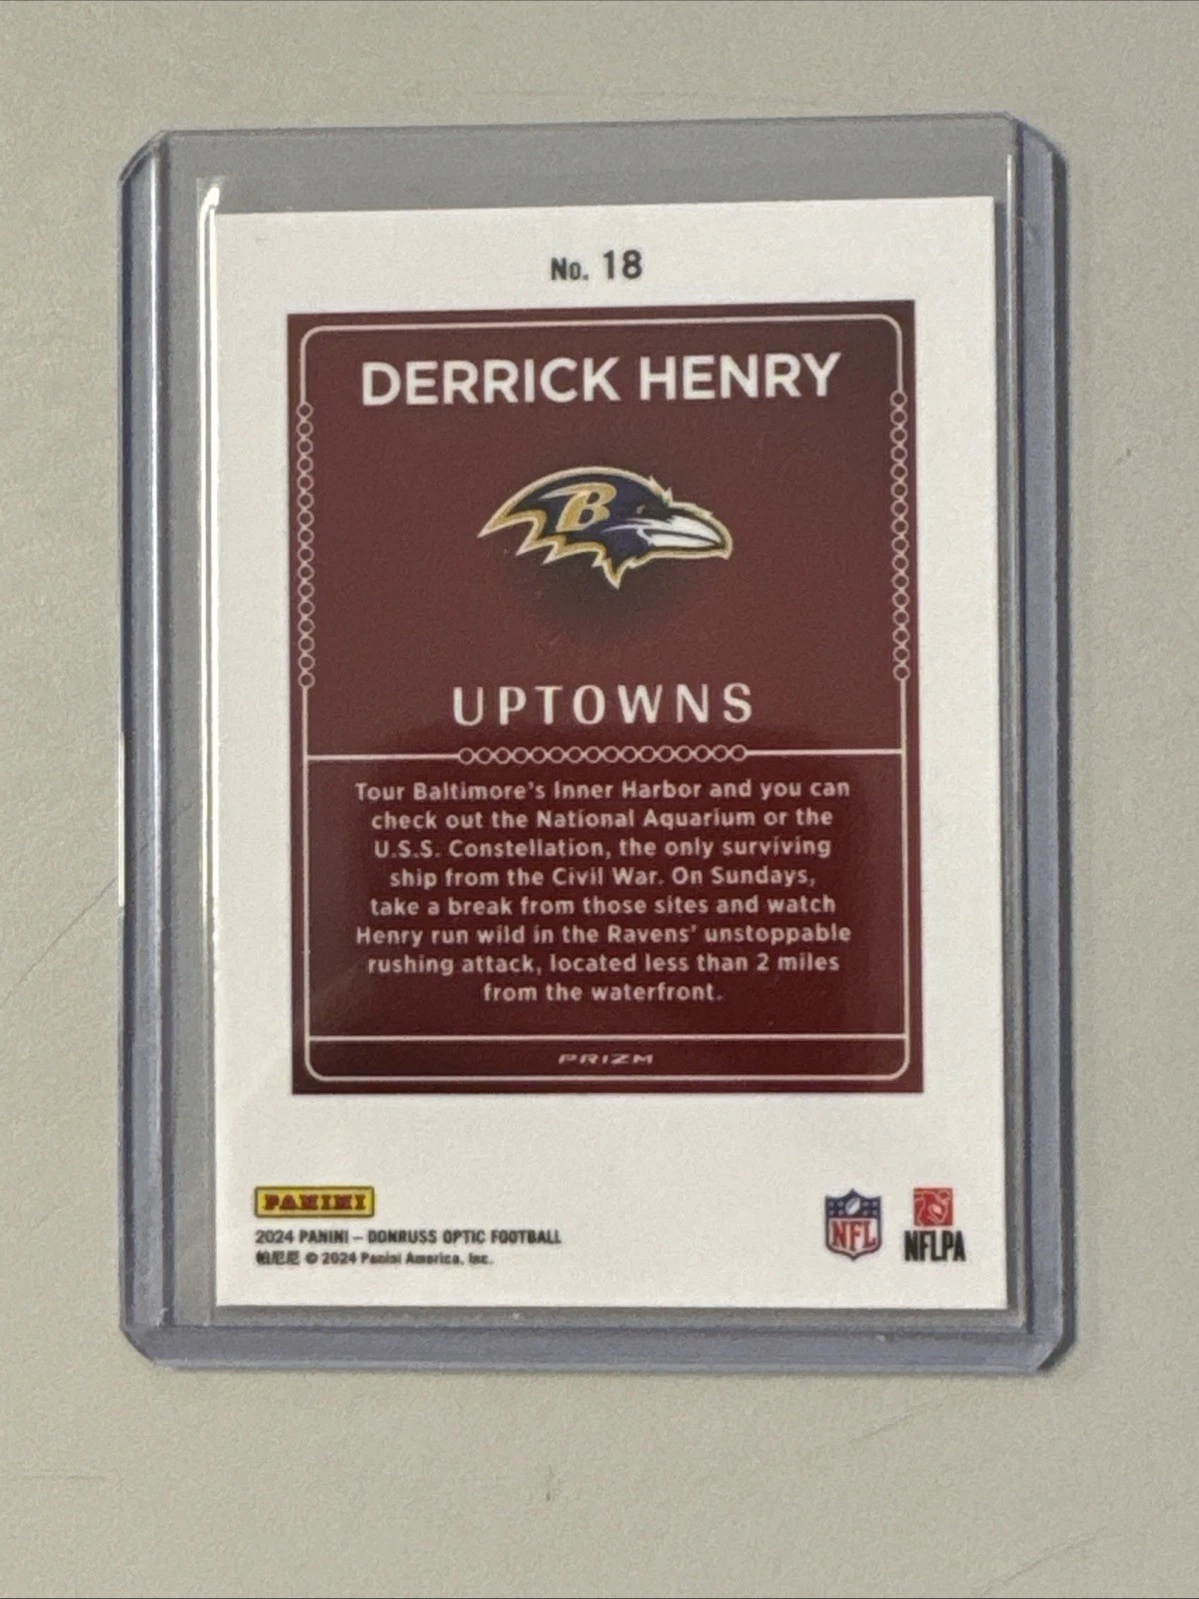 No. 18
DERRICK HENRY
B
UPTOWNS
Tour Baltimore's Inner Harbor and you can
check out the National Aquarium or the
U.S.S. Constellation, the only surviving
ship from the Civil War. On Sundays,
take a break from those sites and watch
Henry run wild in the Ravens' unstoppable
rushing attack, located less than 2 miles
from the waterfront.
PRIZM
PANINI
2024 PANINI – DONRUSS OPTIC FOOTBALL
帕尼尼 © 2024 Panini America, Inc.
NFL
NFLPA